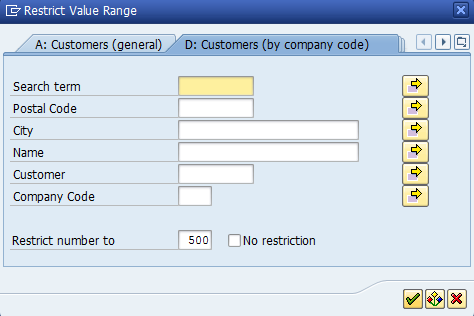 Restrict Value Range
A: Customers (general)
D: Customers (by company code)
Search term
Postal Code
City
Name
Customer
Company Code
Restrict number to 500 No restriction